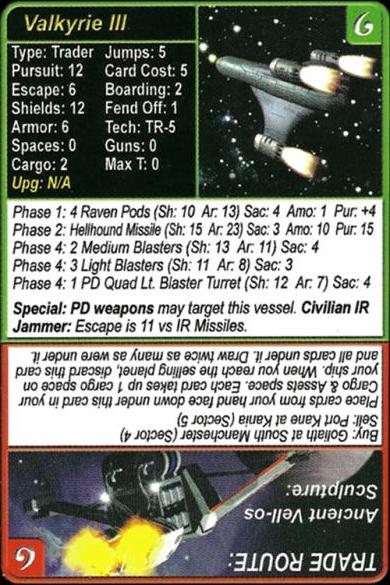 Valkyrie III
6
Type: Trader Jumps: 5
Pursuit: 12 Card Cost: 5
Escape: 6 Boarding: 2
Shields: 12 Fend Off: 1
Armor: 6 Tech: TR-5
Spaces: 0 Guns: 0
Cargo: 2 Max T: 0
Upg: N/A
Phase 1: 4 Raven Pods (Sh: 10 Ar: 13) Sac: 4 Amo: 1 Pur: +4
Phase 2: Hellhound Missile (Sh: 15 Ar: 23) Sac: 3 Amo: 10 Pur: 15
Phase 4: 2 Medium Blasters (Sh: 13 Ar: 11) Sac: 4
Phase 4: 3 Light Blasters (Sh: 11 Ar: 8) Sac: 3
Phase 4: 1 PD Quad Lt. Blaster Turret (Sh: 12 Ar: 7) Sac: 4
Special: PD weapons may target this vessel. Civilian IR
Jammer: Escape is 11 vs IR Missiles.
TRADE ROUTE:
6
Ancient Vell-os
Sculpture:
Buy: Goliath at South Manchester (Sector 4)
Sell: Port Kane at Kania (Sector 5)
Place cards from your hand face down under this card in your
Cargo & Assets space. Each card takes up 1 cargo space on
your ship. When you reach the selling planet, discard this card
and all cards under it. Draw twice as many as were under it.